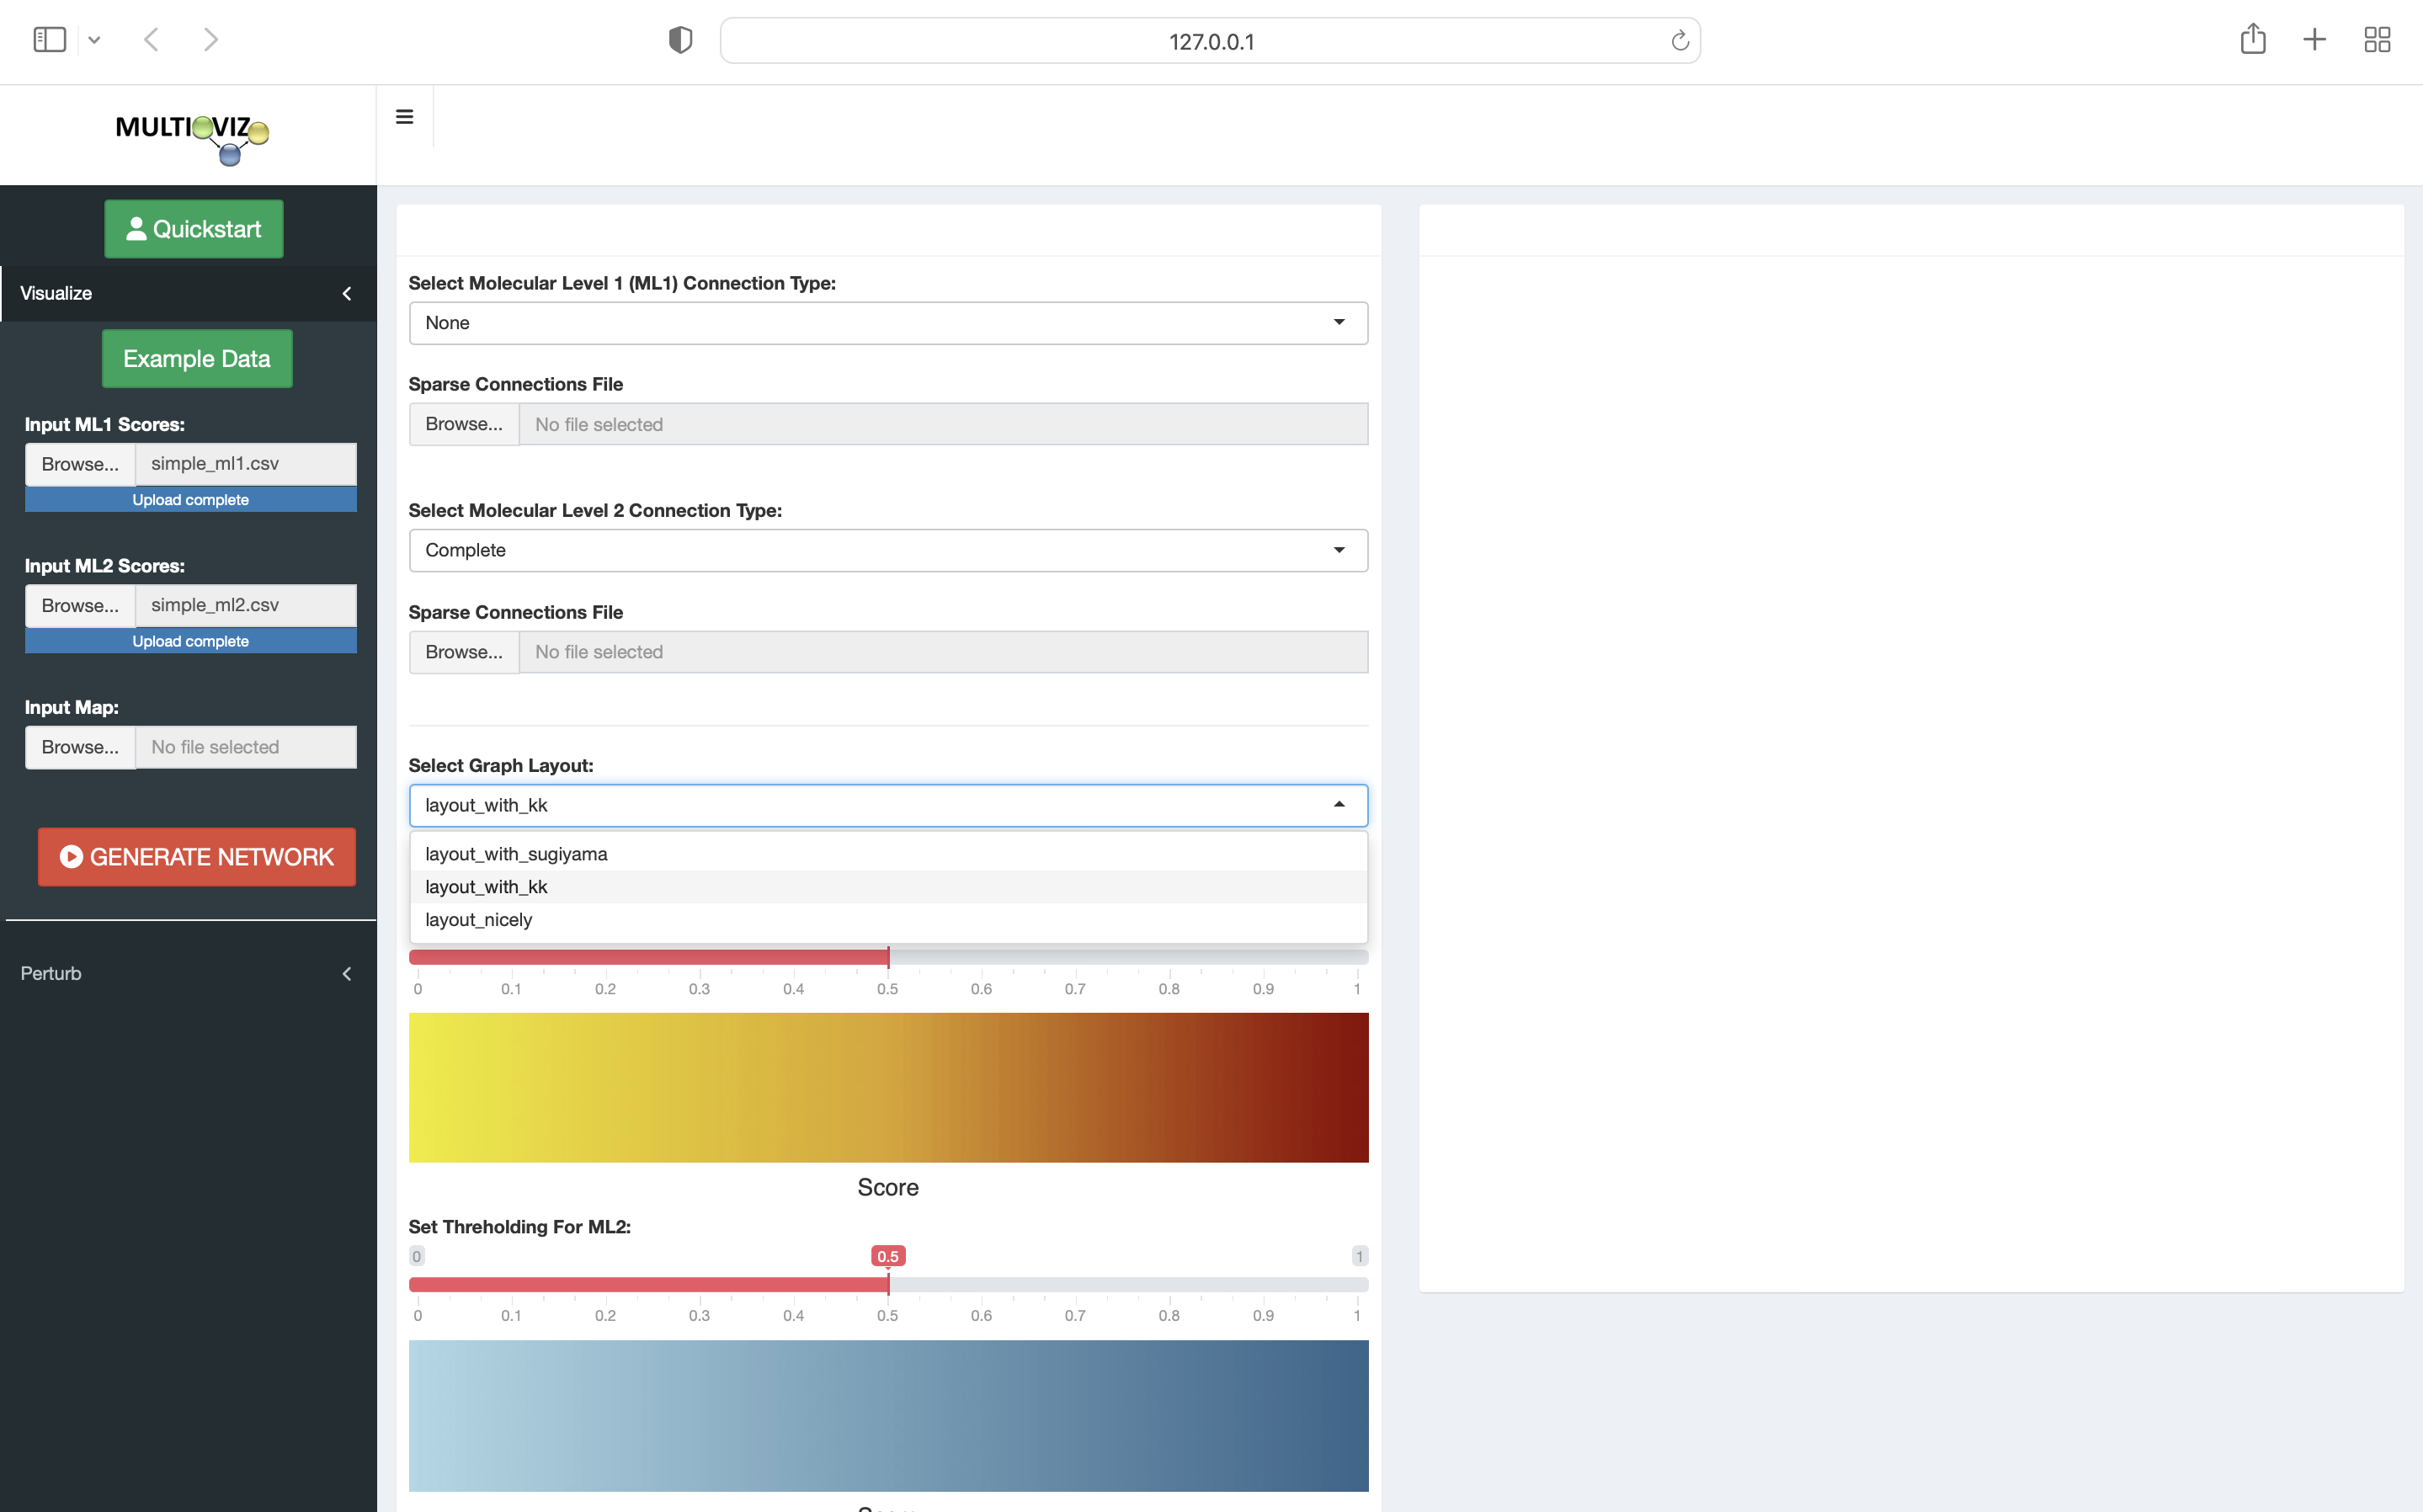 127.0.0.1
MULTIOVIZ
Quickstart
Visualize
Example Data
Input ML1 Scores:
Browse... simple_ml1.csv
Upload complete
Input ML2 Scores:
Browse... simple_ml2.csv
Upload complete
Input Map:
Browse... No file selected
GENERATE NETWORK
Perturb
Select Molecular Level 1 (ML1) Connection Type:
None
Sparse Connections File
Browse... No file selected
Select Molecular Level 2 Connection Type:
Complete
Sparse Connections File
Browse... No file selected
Select Graph Layout:
layout_with_kk
layout_with_sugiyama
layout_with_kk
layout_nicely
0 0.1 0.2 0.3 0.4 0.5 0.6 0.7 0.8 0.9 1
Score
Set Threholding For ML2:
0 0.5 1
0 0.1 0.2 0.3 0.4 0.5 0.6 0.7 0.8 0.9 1